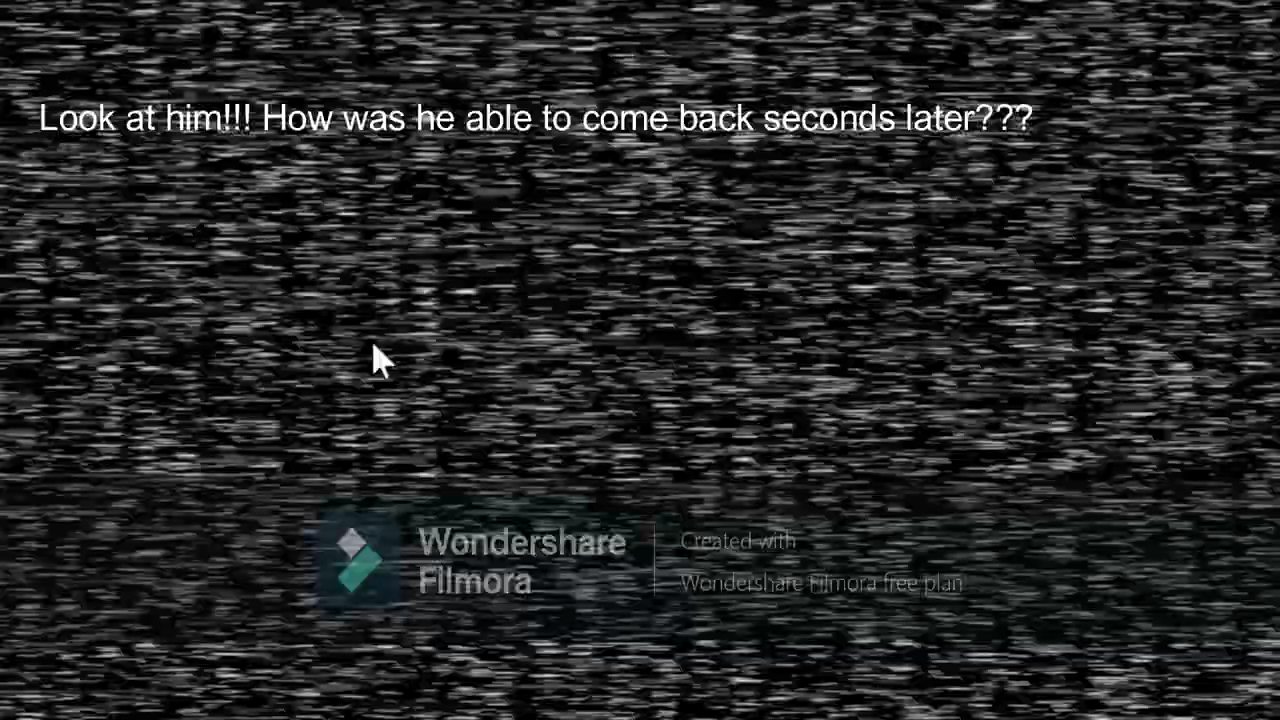 Look at him!!! How was he able to come back seconds later???
Wondershare
Filmora
Created with
Wondershare Filmora free plan